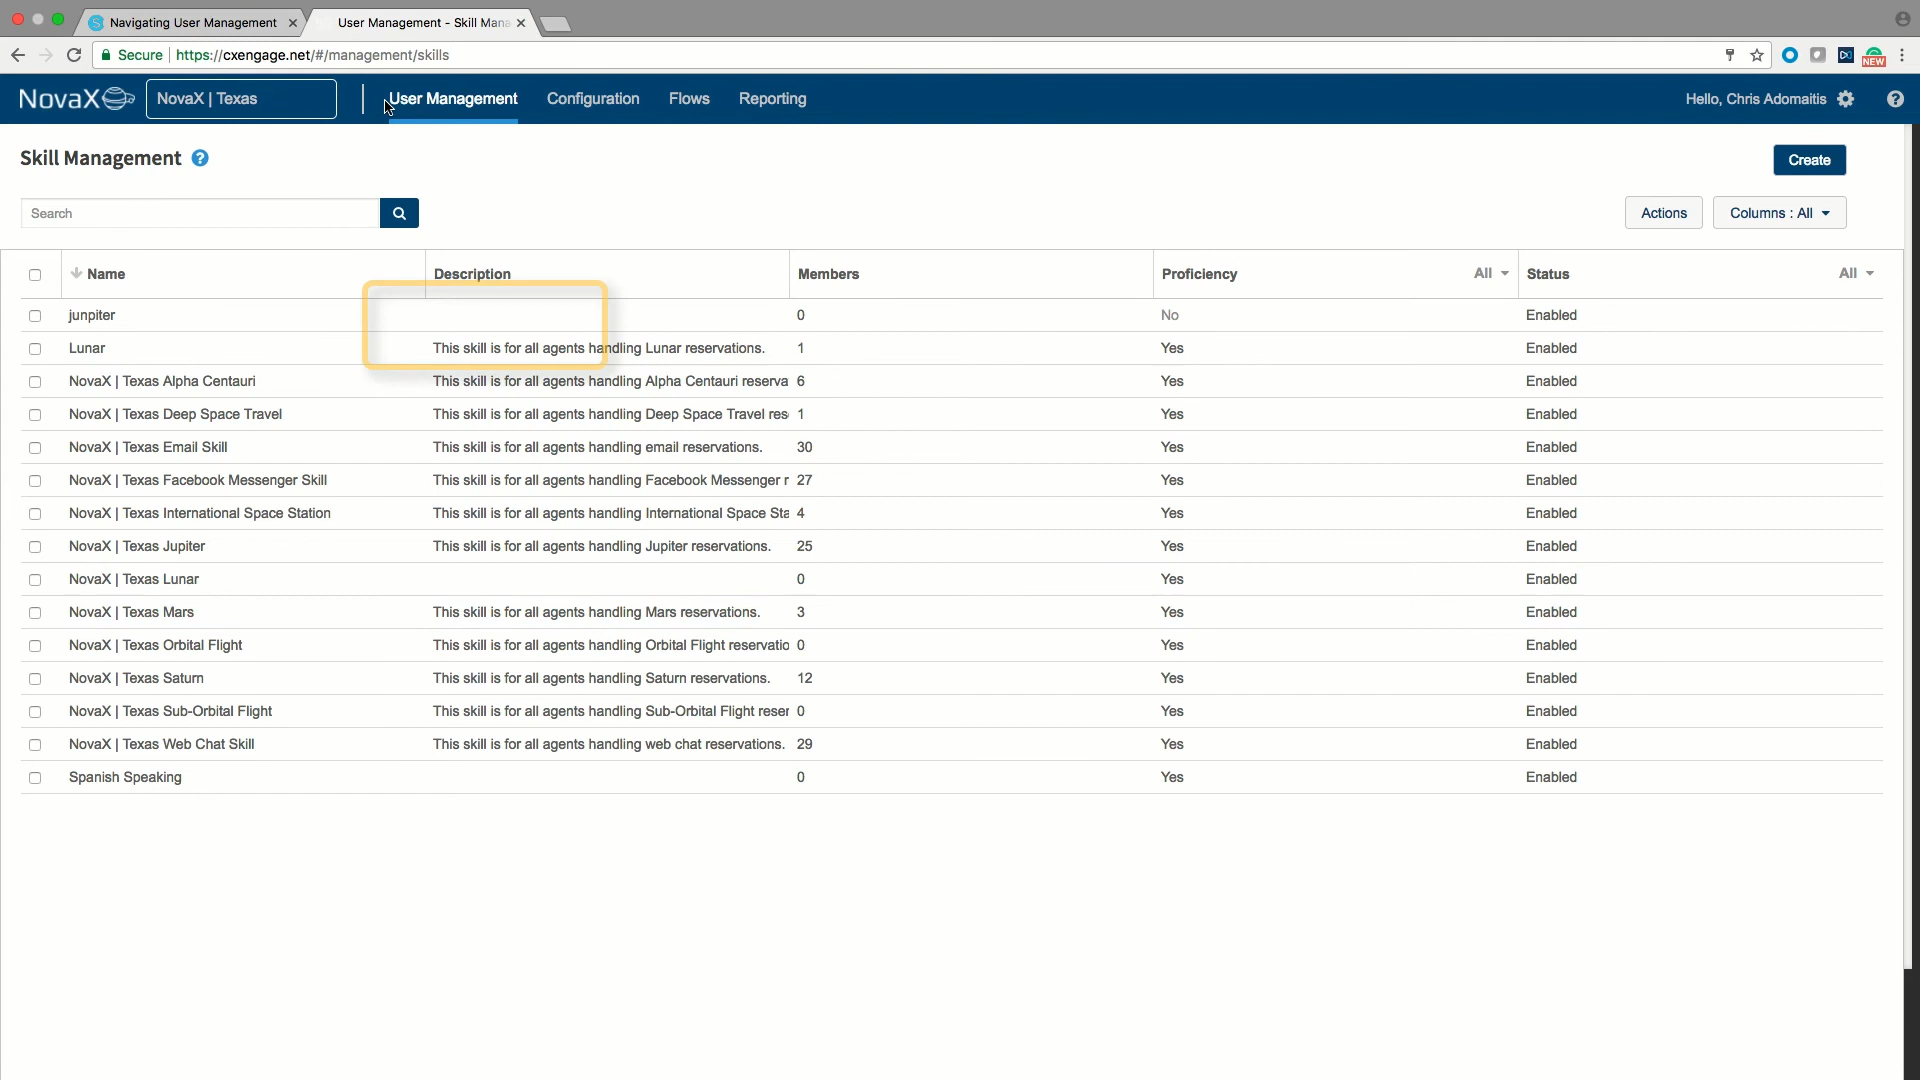 Navigating User Management
User Management - Skill Mana
Secure https://cxengage.net/#/management/skills
NEW
NovaX NovaX | Texas User Management Configuration Flows Reporting Hello, Chris Adomaitis ?
Skill Management ?
Create
Search
Actions Columns : All
Name Description Members Proficiency All Status All
junpiter 0 No Enabled
Lunar This skill is for all agents handling Lunar reservations. 1 Yes Enabled
NovaX | Texas Alpha Centauri This skill is for all agents handling Alpha Centauri reserva 6 Yes Enabled
NovaX | Texas Deep Space Travel This skill is for all agents handling Deep Space Travel res 1 Yes Enabled
NovaX | Texas Email Skill This skill is for all agents handling email reservations. 30 Yes Enabled
NovaX | Texas Facebook Messenger Skill This skill is for all agents handling Facebook Messenger r 27 Yes Enabled
NovaX | Texas International Space Station This skill is for all agents handling International Space Sta 4 Yes Enabled
NovaX | Texas Jupiter This skill is for all agents handling Jupiter reservations. 25 Yes Enabled
NovaX | Texas Lunar 0 Yes Enabled
NovaX | Texas Mars This skill is for all agents handling Mars reservations. 3 Yes Enabled
NovaX | Texas Orbital Flight This skill is for all agents handling Orbital Flight reservatio 0 Yes Enabled
NovaX | Texas Saturn This skill is for all agents handling Saturn reservations. 12 Yes Enabled
NovaX | Texas Sub-Orbital Flight This skill is for all agents handling Sub-Orbital Flight reser 0 Yes Enabled
NovaX | Texas Web Chat Skill This skill is for all agents handling web chat reservations. 29 Yes Enabled
Spanish Speaking 0 Yes Enabled